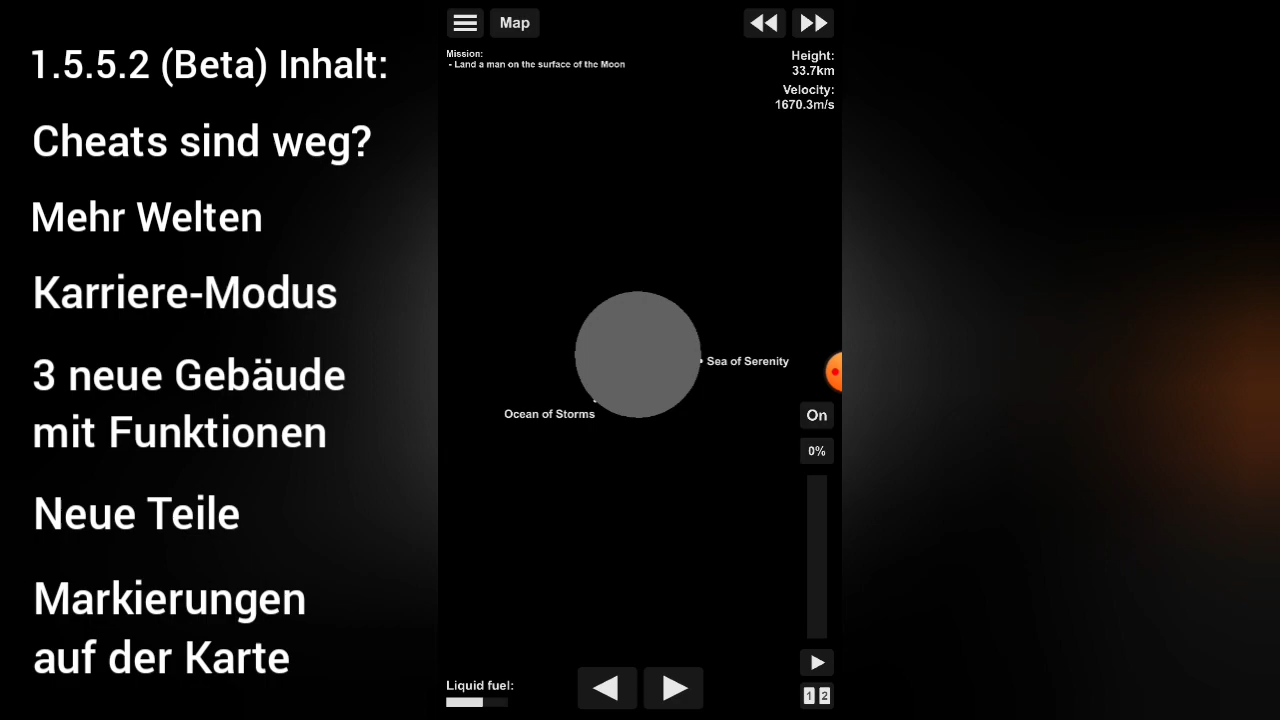 1.5.5.2 (Beta) Inhalt:
Cheats sind weg?
Mehr Welten
Karriere-Modus
3 neue Gebäude
mit Funktionen
Neue Teile
Markierungen
auf der Karte
Map
Mission:
- Land a man on the surface of the Moon
Height:
33.7km
Velocity:
1670.3m/s
Sea of Serenity
Ocean of Storms
On
0%
Liquid fuel:
1 2